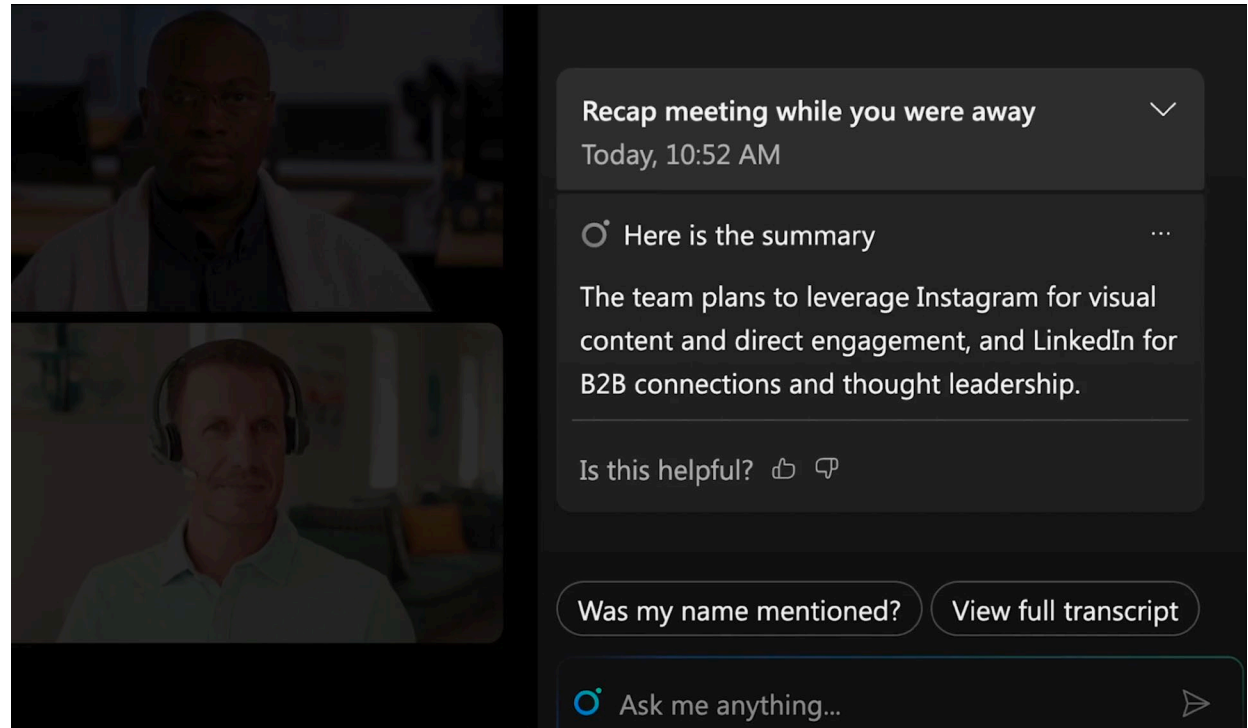 Recap meeting while you were away
Today, 10:52 AM
Here is the summary
The team plans to leverage Instagram for visual
content and direct engagement, and LinkedIn for
B2B connections and thought leadership.
Is this helpful?
Was my name mentioned? View full transcript
Ask me anything...